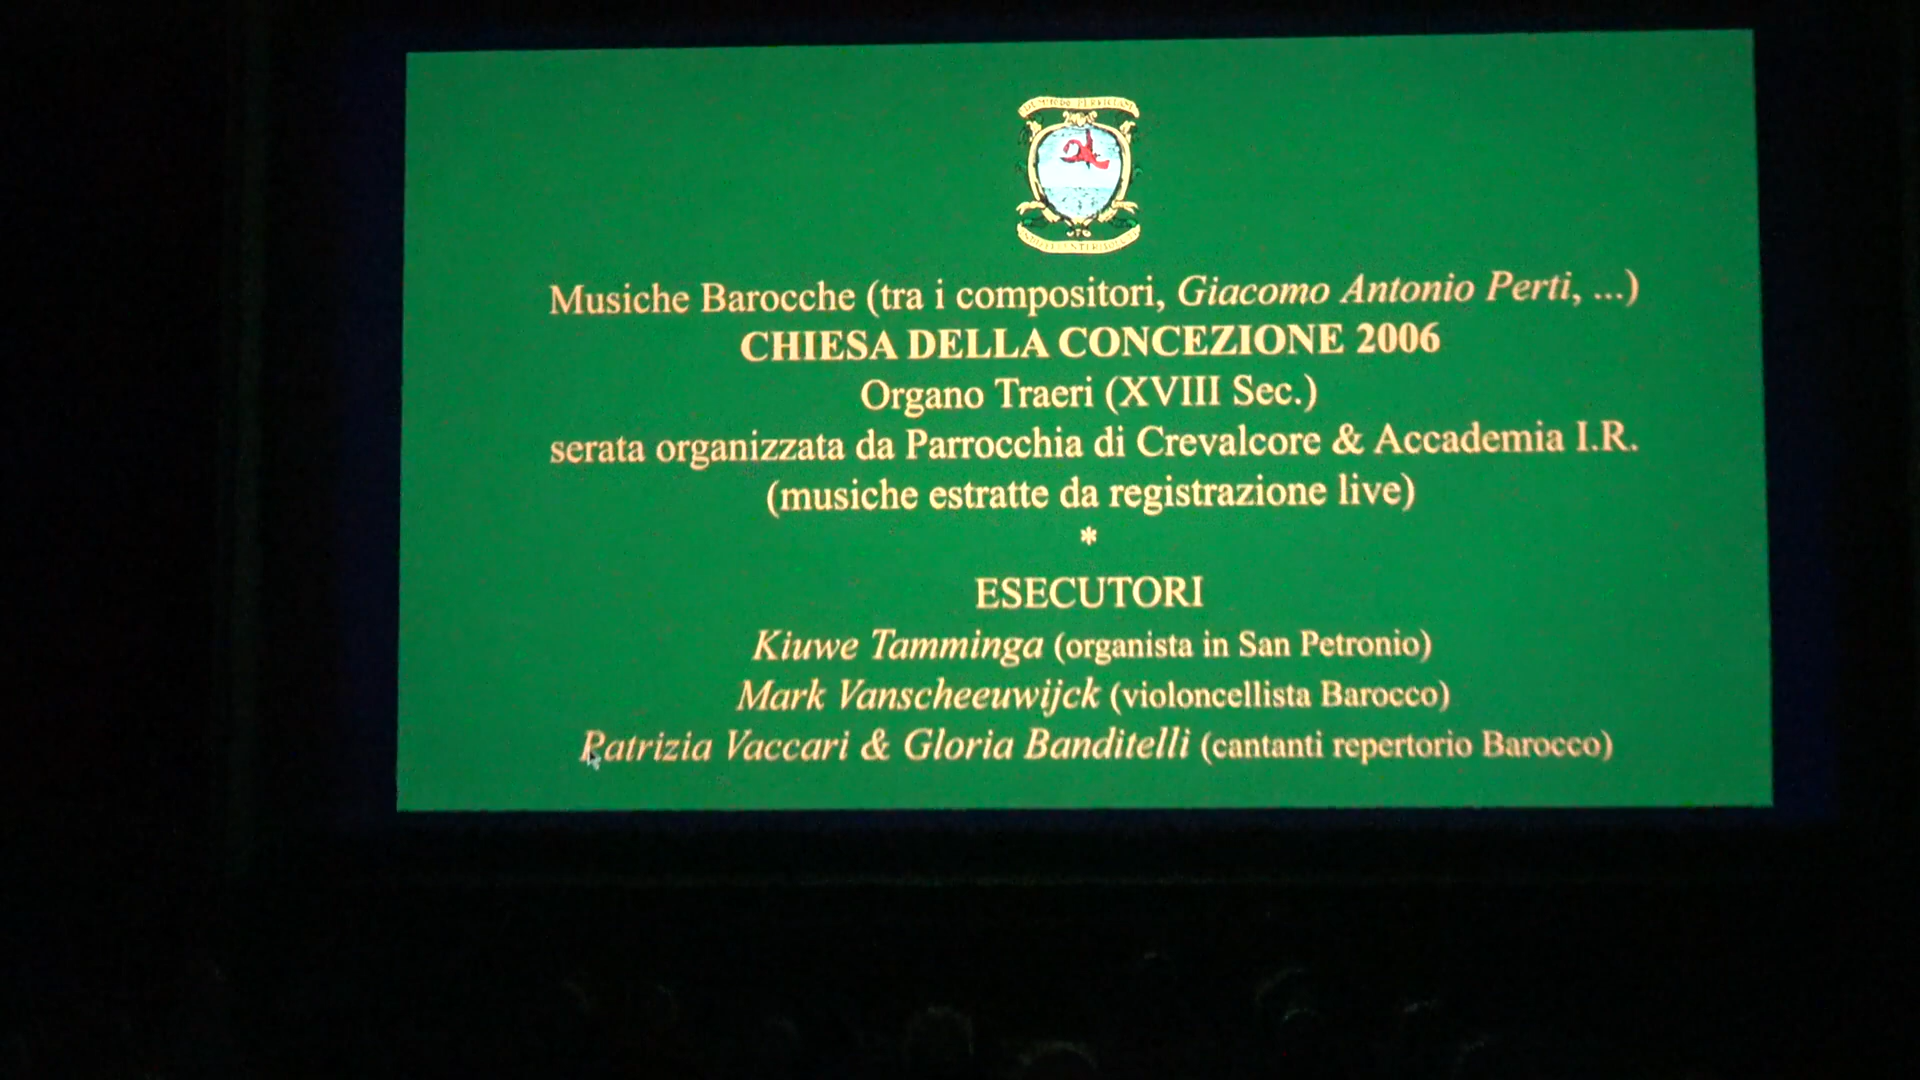 Musiche Barocche (tra i compositori, Giacomo Antonio Perti, ...)
CHIESA DELLA CONCEZIONE 2006
Organo Traeri (XVIII Sec.)
serata organizzata da Parrocchia di Crevalcore & Accademia I.R.
(musiche estratte da registrazione live)
*
ESECUTORI
Kiuwe Tamminga (organista in San Petronio)
Mark Vanscheeuwijck (violoncellista Barocco)
Patrizia Vaccari & Gloria Banditelli (cantanti repertorio Barocco)